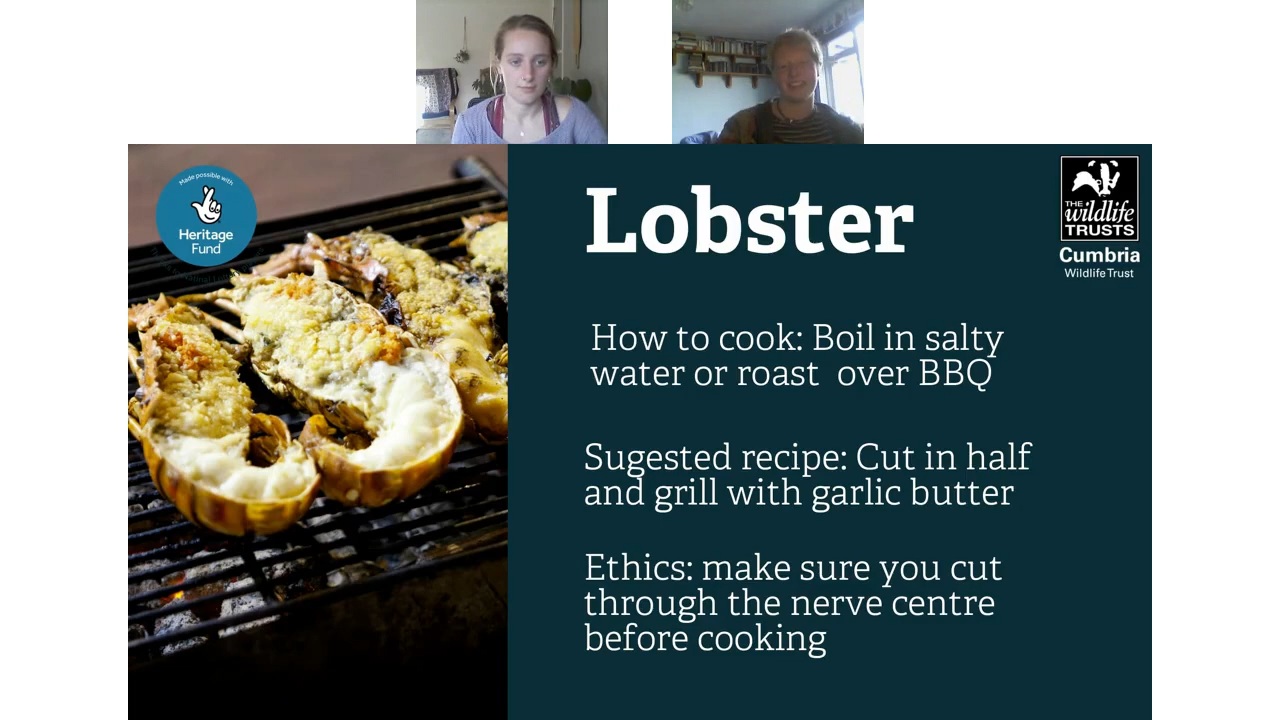 Made possible with
Heritage
Fund
Lobster
THE
wildlife
TRUSTS
Cumbria
Wildlife Trust
How to cook: Boil in salty
water or roast  over BBQ
Sugested recipe: Cut in half
and grill with garlic butter
Ethics: make sure you cut
through the nerve centre
before cooking